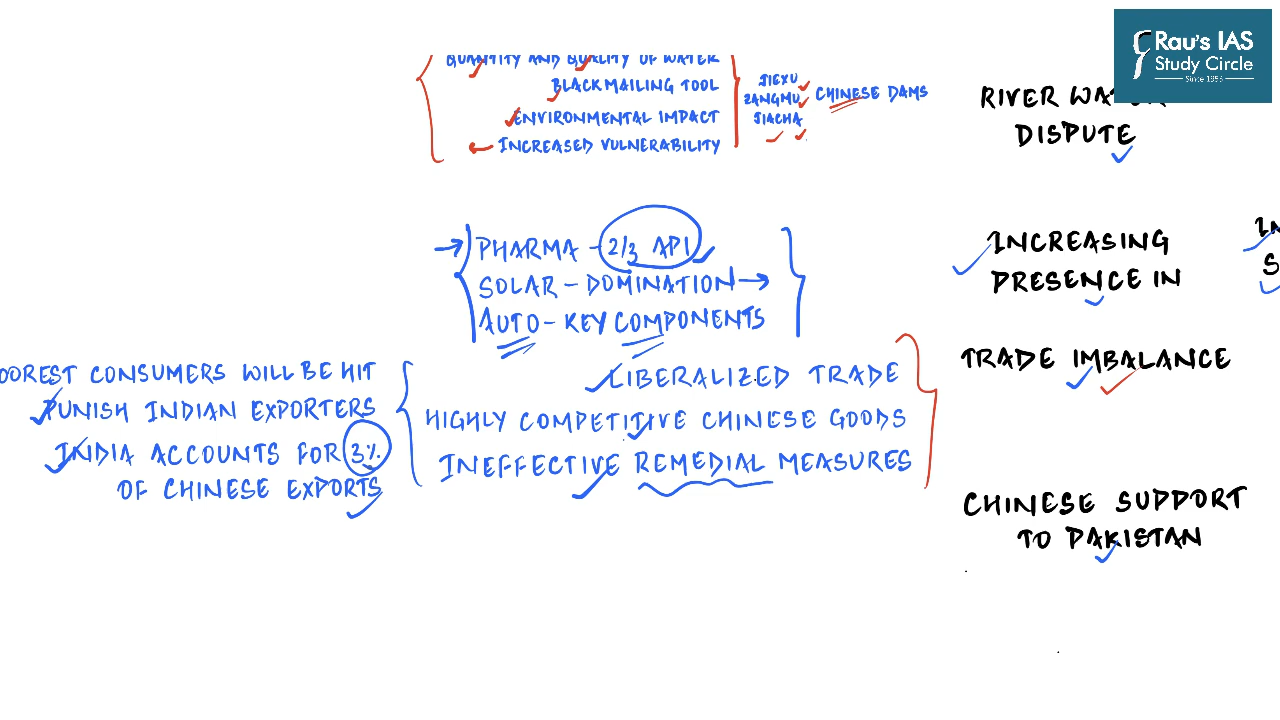 Rau's IAS
Study Circle
Since 1953
QUANTITY AND QUALITY OF WATER
BLACKMAILING TOOL
ENVIRONMENTAL IMPACT
INCREASED VULNERABILITY
JIEXU
ZANGMU
JIACHA
CHINESE DAMS
RIVER WATER
DISPUTE
PHARMA - 2/3 API
SOLAR - DOMINATION
AUTO - KEY COMPONENTS
INCREASING
PRESENCE IN
OOREST CONSUMERS WILL BE HIT
PUNISH INDIAN EXPORTERS
INDIA ACCOUNTS FOR 3%
OF CHINESE EXPORTS
LIBERALIZED TRADE
HIGHLY COMPETITIVE CHINESE GOODS
INEFFECTIVE REMEDIAL MEASURES
TRADE IMBALANCE
CHINESE SUPPORT
TO PAKISTAN